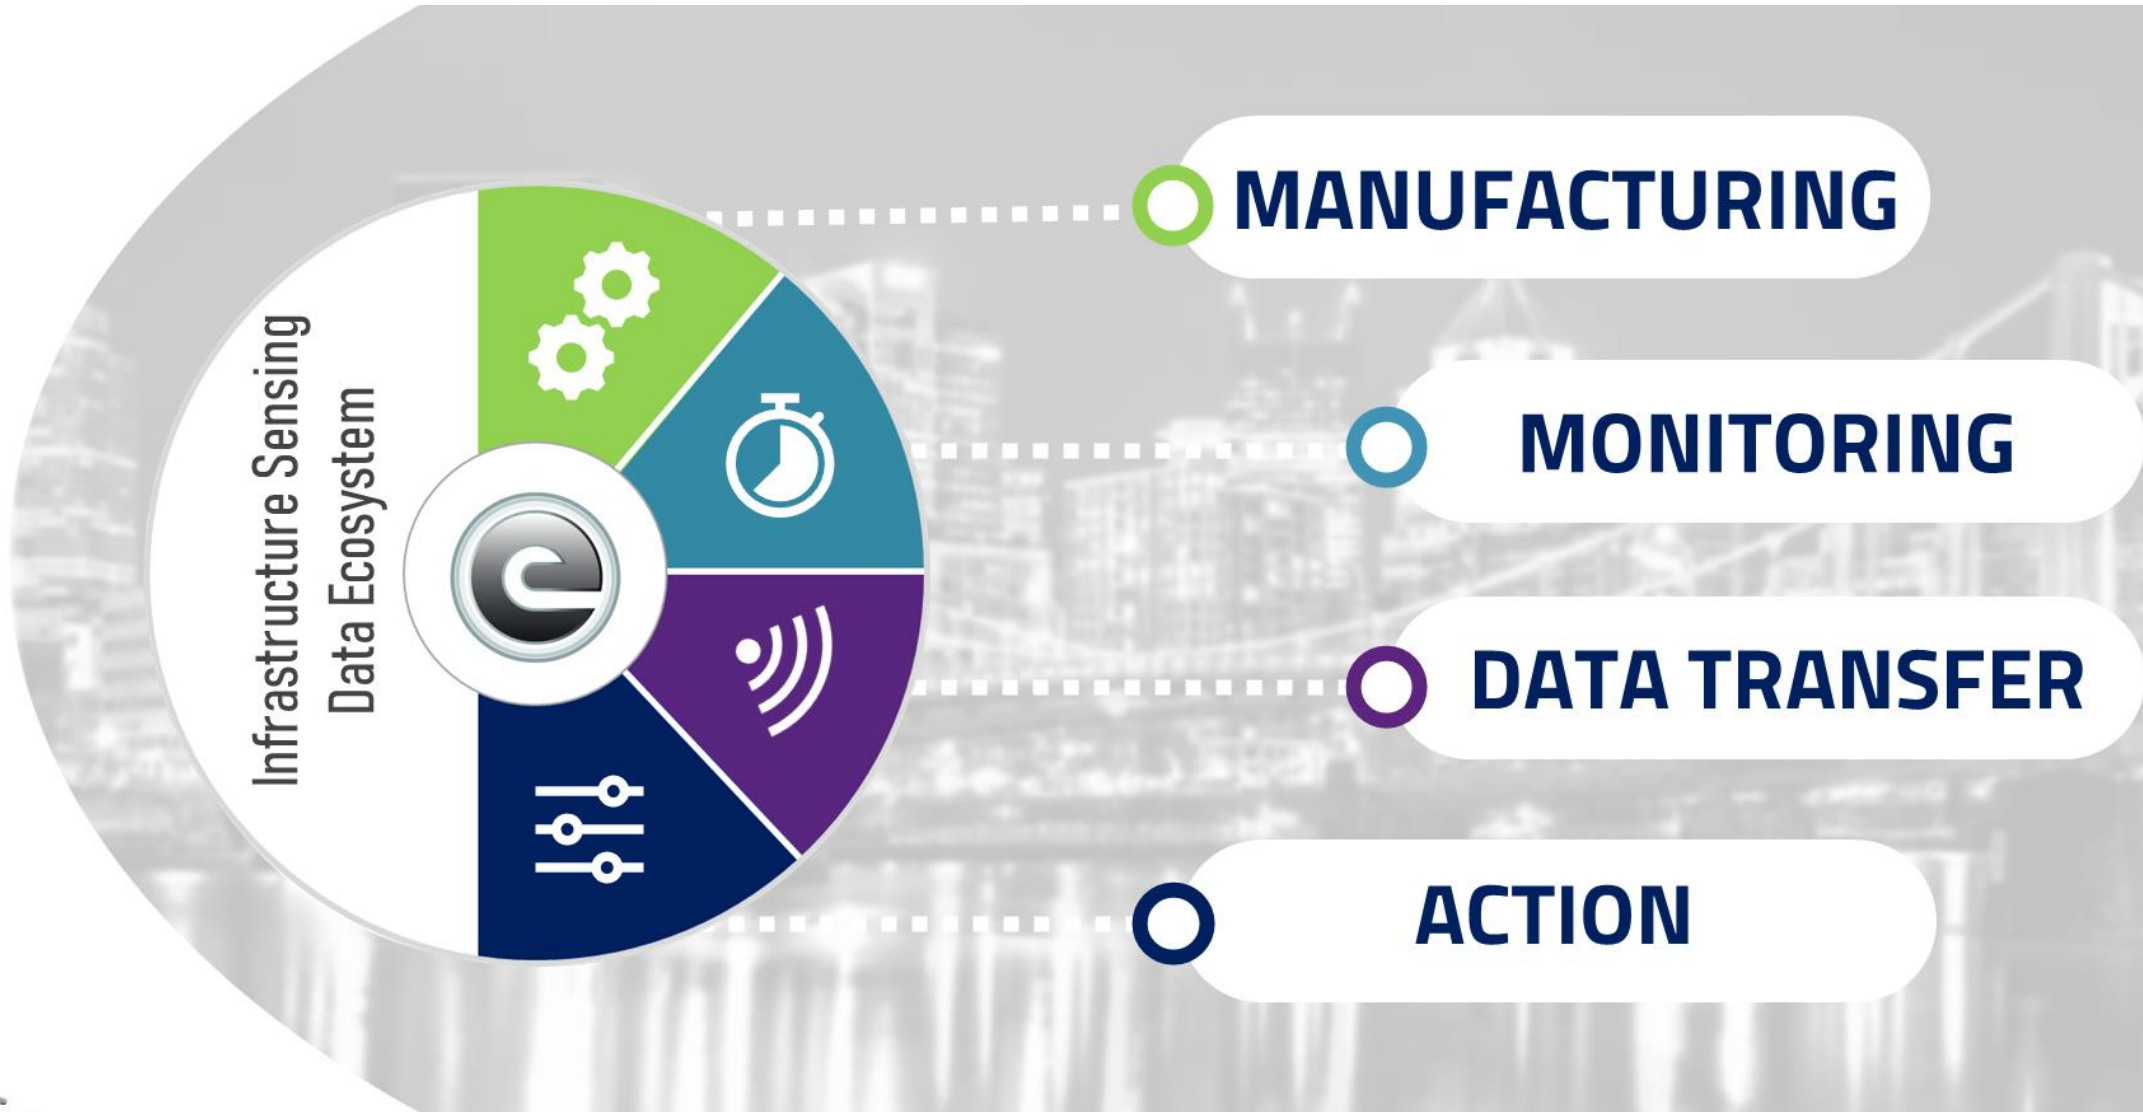 Infrastructure Sensing
Data Ecosystem
MANUFACTURING
MONITORING
DATA TRANSFER
ACTION